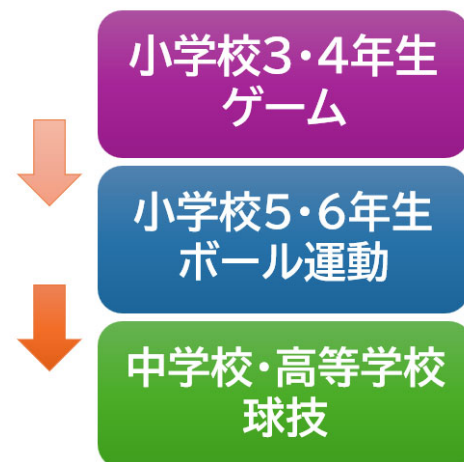 小学校3・4年生
ゲーム
小学校5・6年生
ボール運動
中学校・高等学校
球技